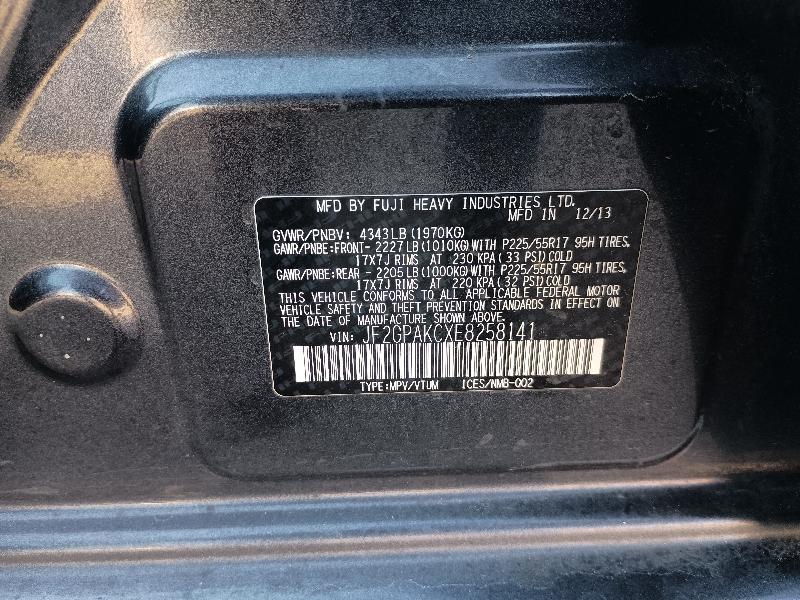 MFD BY FUJI HEAVY INDUSTRIES LTD.
MFD IN 12/13
GVWR/PNBV: 4343LB (1970KG)
GAWR/PNBE:FRONT- 2227LB(1010KG)WITH P225/55R17 95H TIRES,
17X7J RIMS AT 230 KPA (33 PSI)COLD
GAWR/PNBE:REAR - 2205LB(1000KG)WITH P225/55R17 95H TIRES,
17X7J RIMS AT 220 KPA (32 PSI)COLD
THIS VEHICLE CONFORMS TO ALL APPLICABLE FEDERAL MOTOR
VEHICLE SAFETY AND THEFT PREVENTION STANDARDS IN EFFECT ON
THE DATE OF MANUFACTURE SHOWN ABOVE.
VIN: JF2GPAKCXE8258141
TYPE:MPV/VTUM ICES/NMB-002